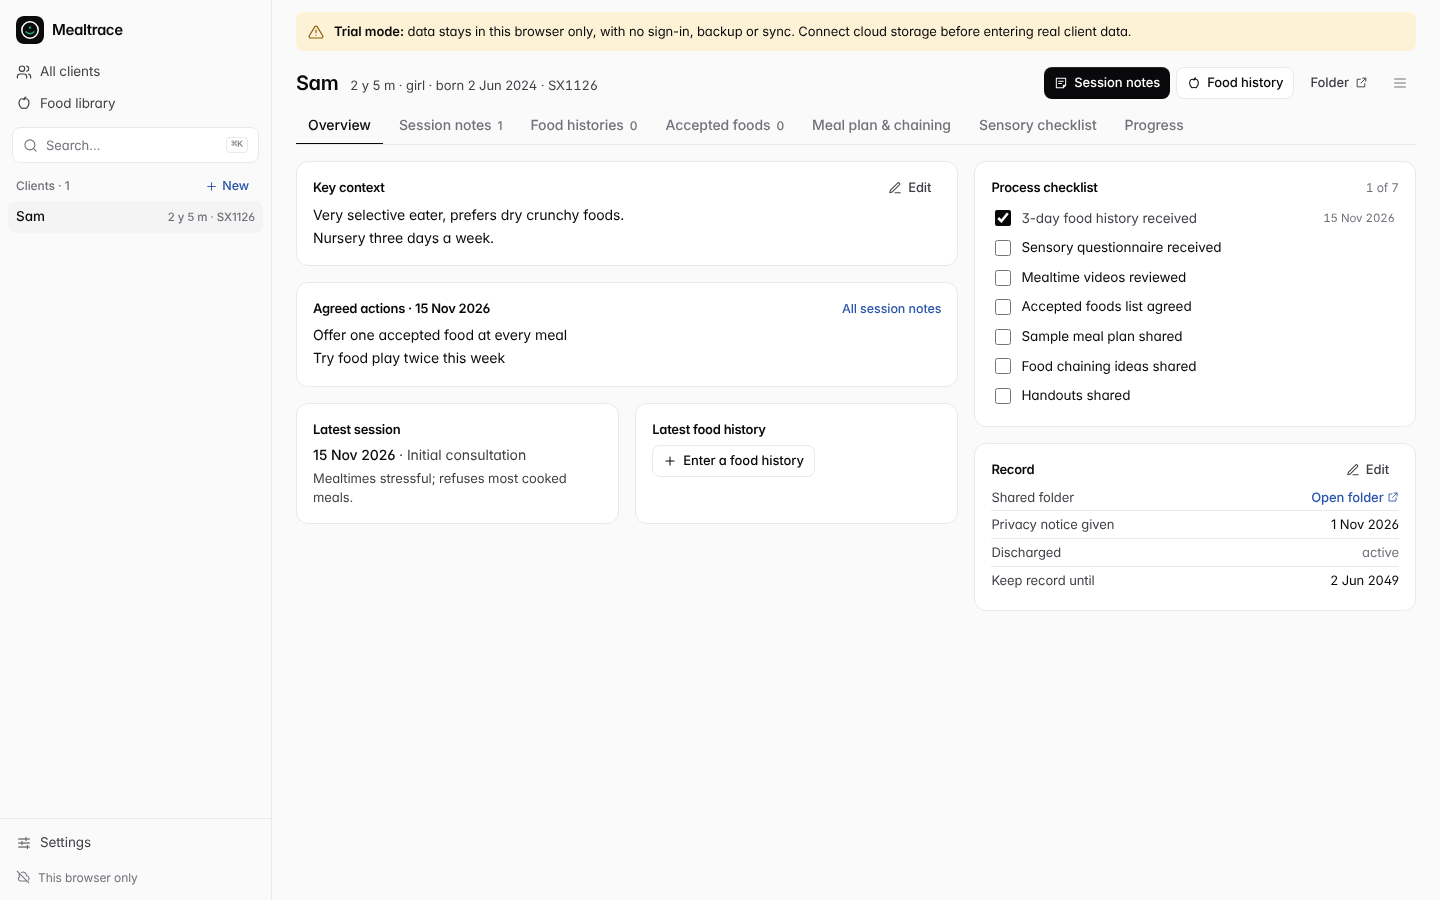 Mealtrace
All clients
Food library
Search... ⌘K
Clients · 1 + New
Sam 2 y 5 m · SX1126
Settings
This browser only
Trial mode: data stays in this browser only, with no sign-in, backup or sync. Connect cloud storage before entering real client data.
Sam 2 y 5 m · girl · born 2 Jun 2024 · SX1126
Session notes Food history Folder
Overview Session notes 1 Food histories 0 Accepted foods 0 Meal plan & chaining Sensory checklist Progress
Key context Edit
Very selective eater, prefers dry crunchy foods.
Nursery three days a week.
Agreed actions · 15 Nov 2026 All session notes
Offer one accepted food at every meal
Try food play twice this week
Latest session
15 Nov 2026 · Initial consultation
Mealtimes stressful; refuses most cooked
meals.
Latest food history
+ Enter a food history
Process checklist 1 of 7
3-day food history received 15 Nov 2026
Sensory questionnaire received
Mealtime videos reviewed
Accepted foods list agreed
Sample meal plan shared
Food chaining ideas shared
Handouts shared
Record Edit
Shared folder Open folder
Privacy notice given 1 Nov 2026
Discharged active
Keep record until 2 Jun 2049